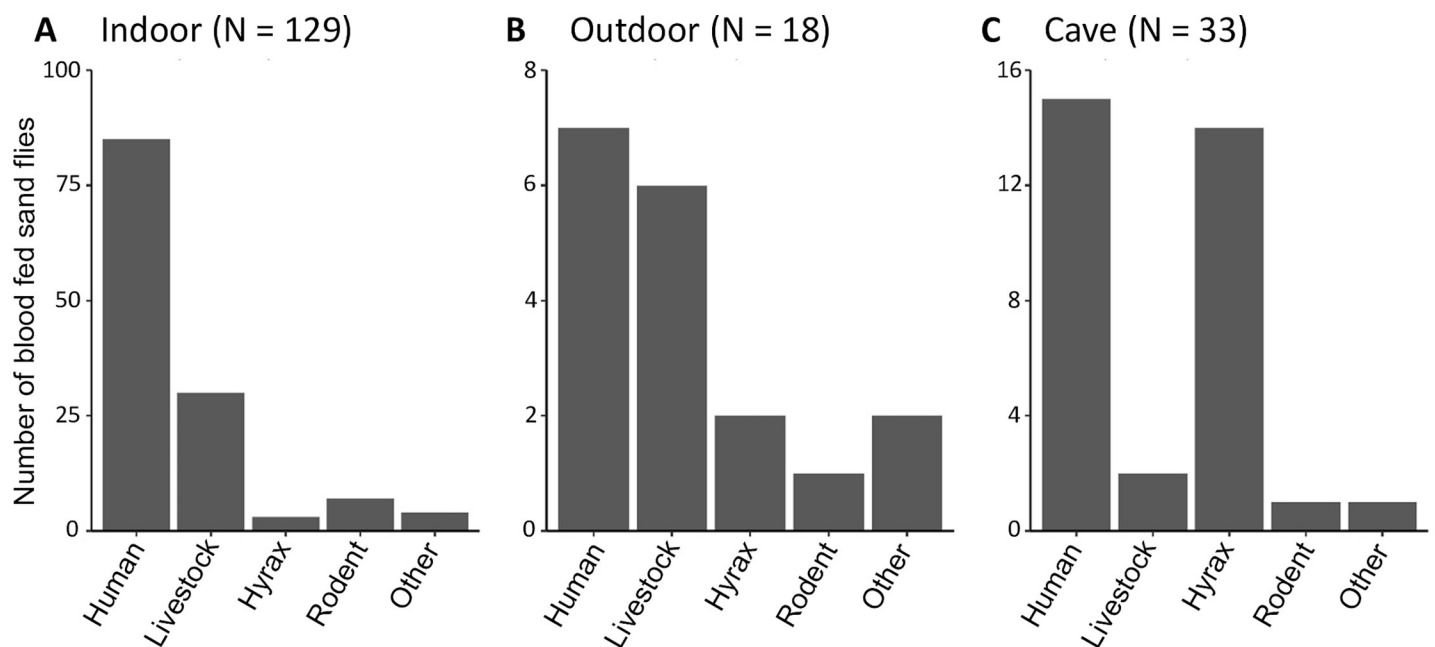 A Indoor (N = 129)
B Outdoor (N = 18)
C Cave (N = 33)
Number of blood fed sand flies
100
75
50
25
0
Human
Livestock
Hyrax
Rodent
Other
8
6
4
2
0
Human
Livestock
Hyrax
Rodent
Other
16
12
8
4
0
Human
Livestock
Hyrax
Rodent
Other